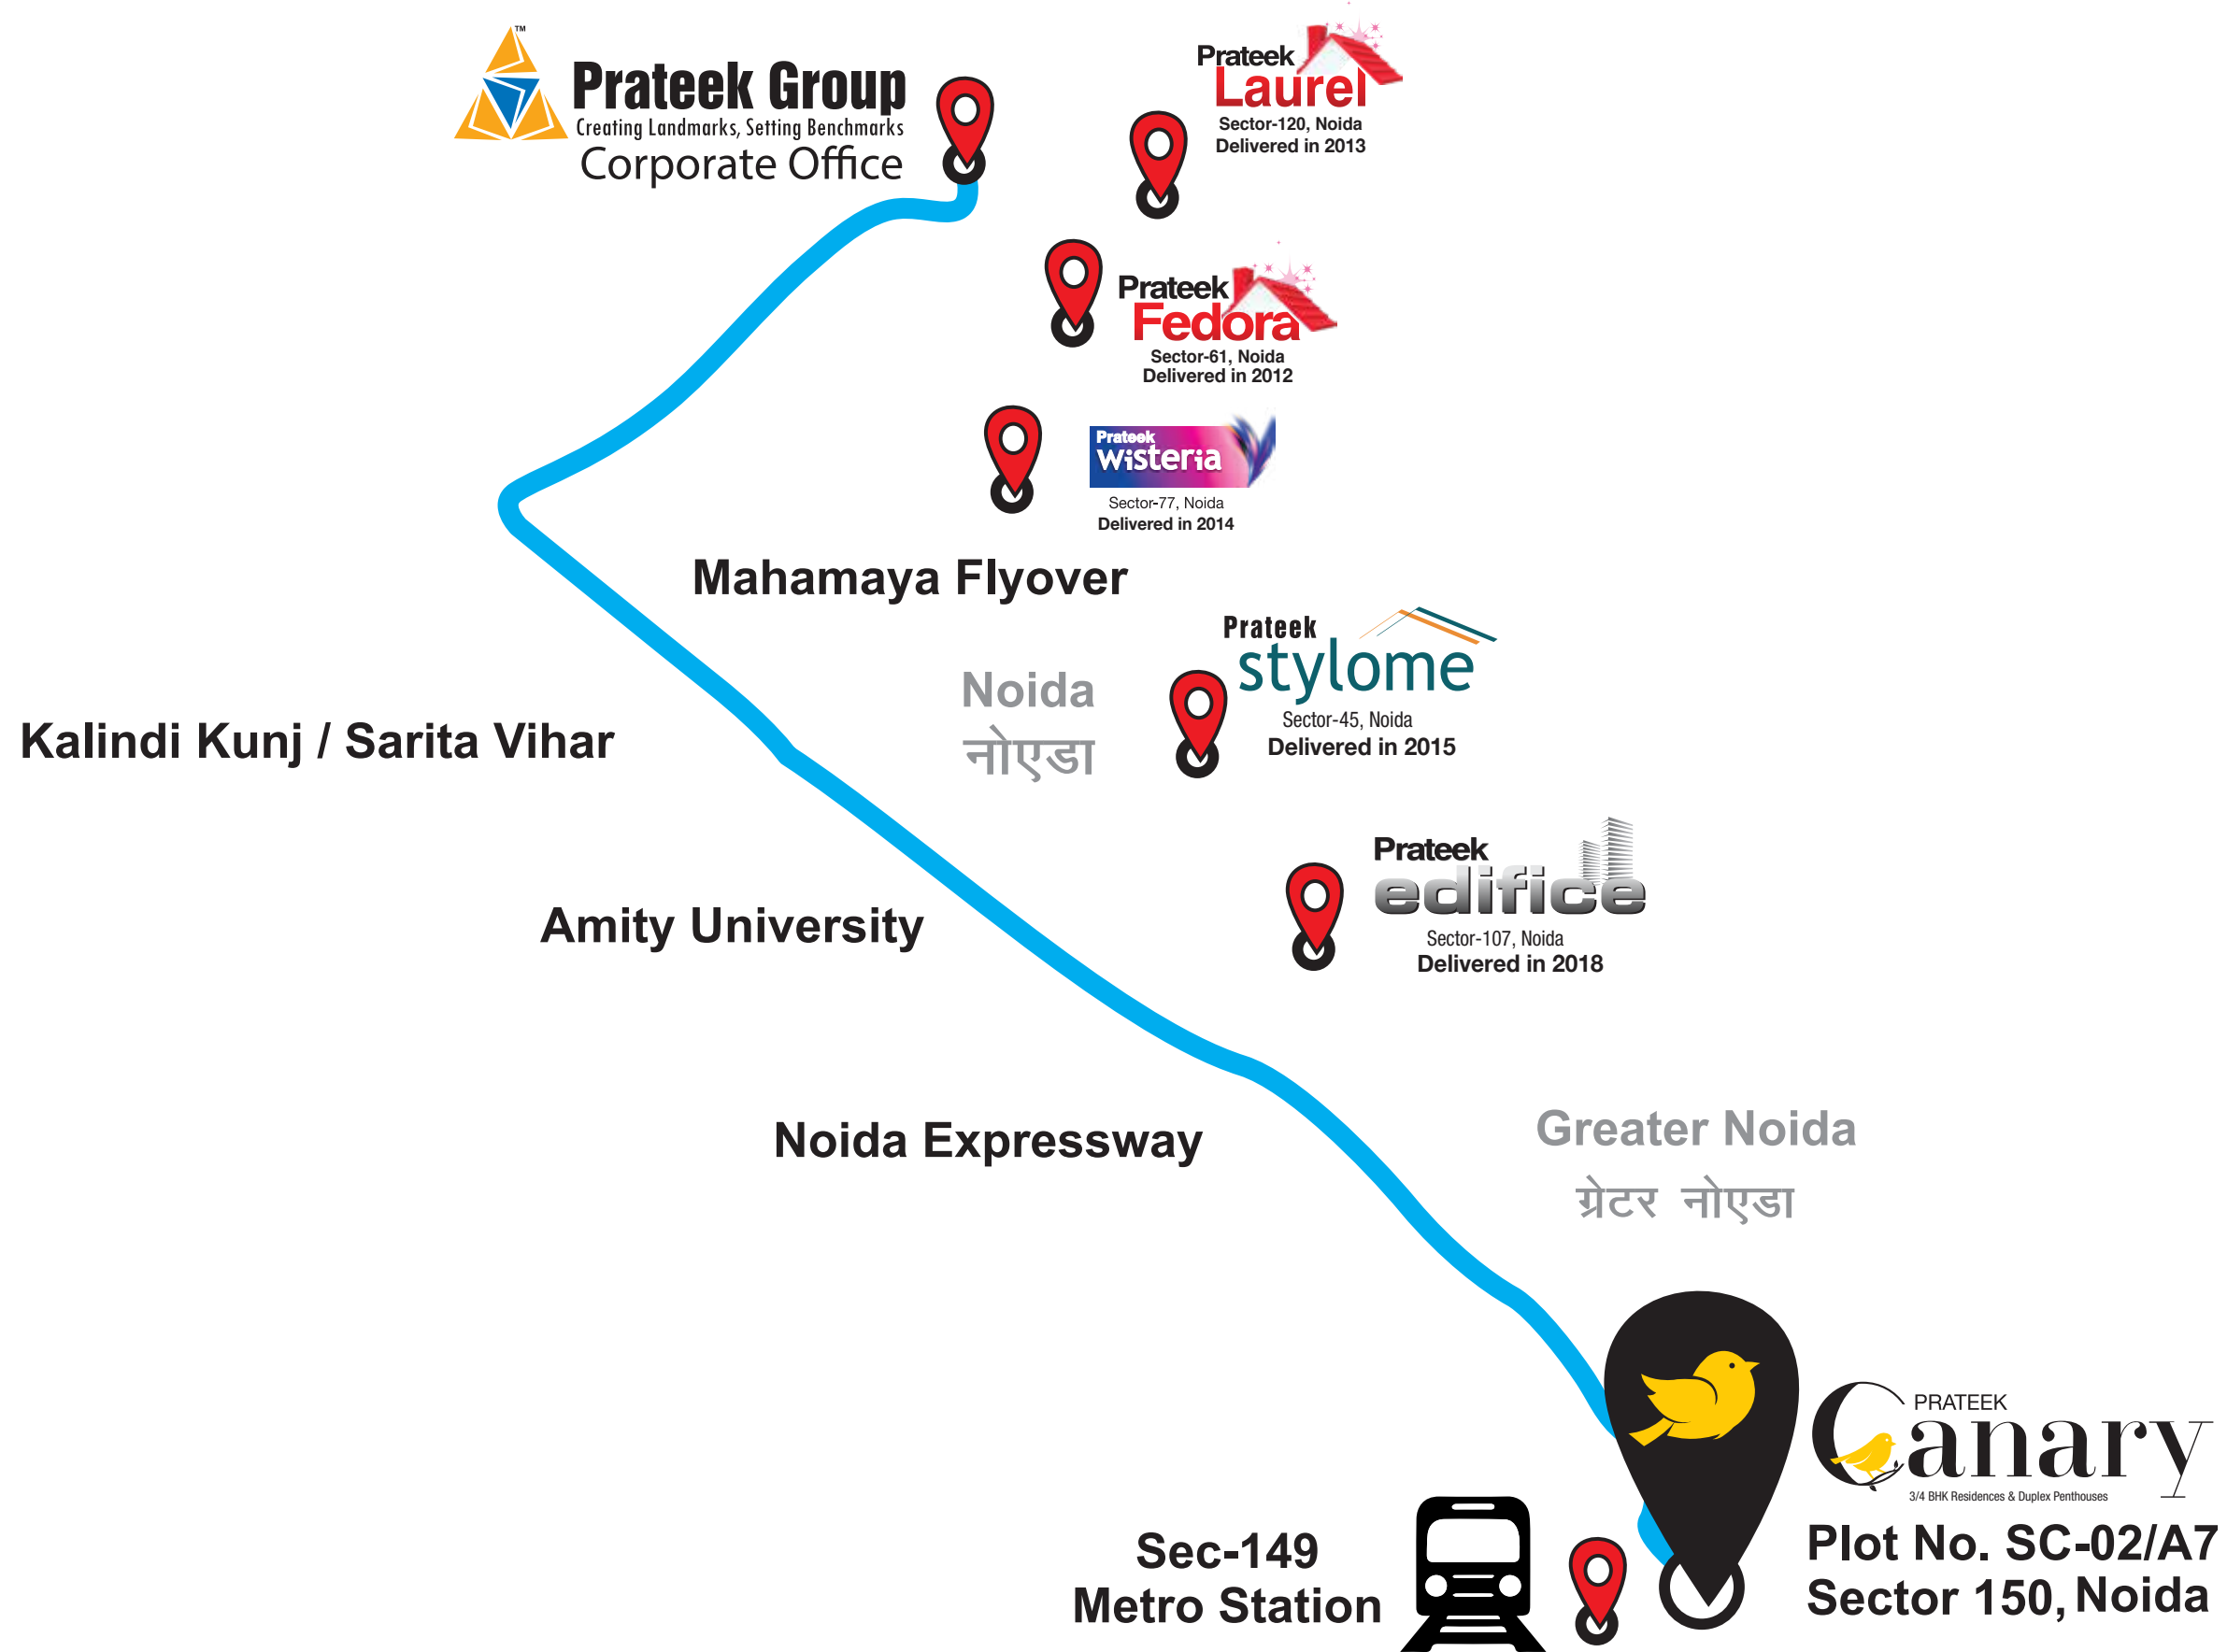 TM
Prateek Group
Creating Landmarks, Setting Benchmarks
Corporate Office
Prateek
Laurel
Sector-120, Noida
Delivered in 2013
Prateek
Fedora
Sector-61, Noida
Delivered in 2012
Prateek
wisteria
Sector-77, Noida
Delivered in 2014
Mahamaya Flyover
Prateek
stylome
Sector-45, Noida
Delivered in 2015
Noida
नोएडा
Kalindi Kunj / Sarita Vihar
Prateek
edifice
Sector-107, Noida
Delivered in 2018
Amity University
Noida Expressway
Greater Noida
ग्रेटर नोएडा
PRATEEK
Canary
3/4 BHK Residences & Duplex Penthouses
Plot No. SC-02/A7
Sector 150, Noida
Sec-149
Metro Station